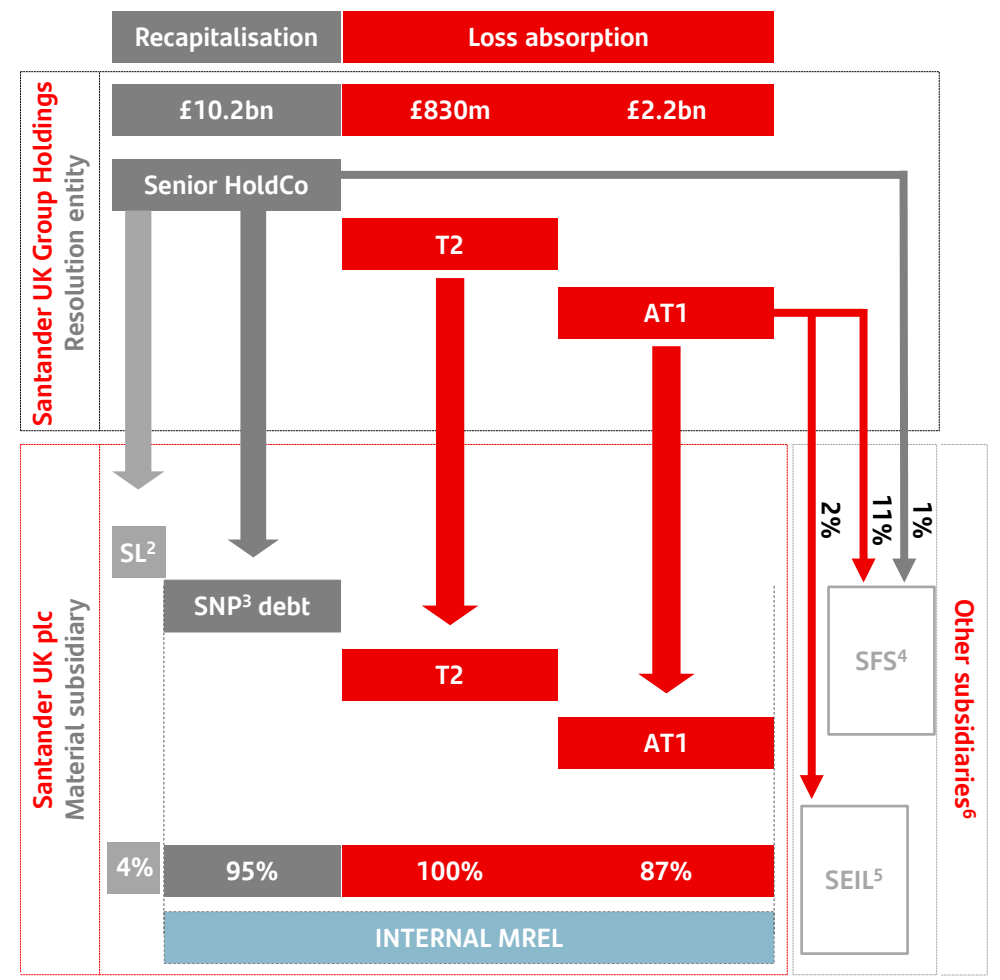 Recapitalisation
Loss absorption
Santander UK Group Holdings
Resolution entity
£10.2bn
£830m
£2.2bn
Senior HoldCo
T2
AT1
Santander UK plc
Material subsidiary
2%
11%
1%
SL²
SNP³ debt
T2
AT1
SFS⁴
SEIL⁵
Other subsidiaries⁶
4%
95%
100%
87%
INTERNAL MREL